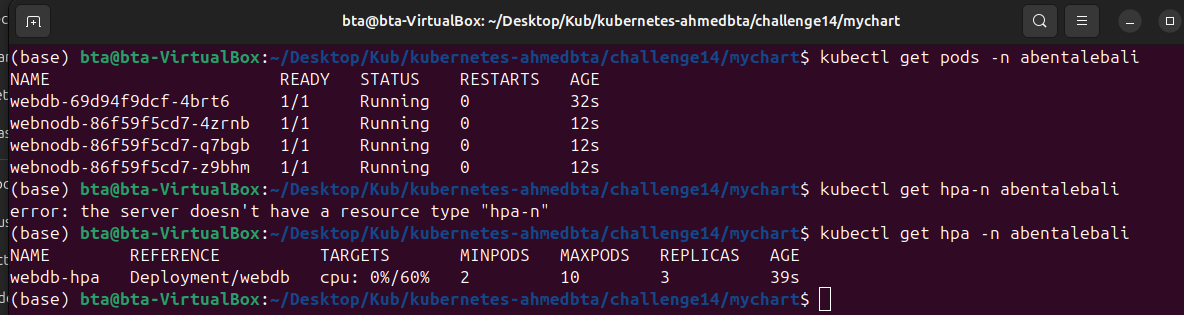 bta@bta-VirtualBox: ~/Desktop/Kub/kubernetes-ahmedbta/challenge14/mychart
(base) bta@bta-VirtualBox:~/Desktop/Kub/kubernetes-ahmedbta/challenge14/mychart$ kubectl get pods -n abentalebali
NAME READY STATUS RESTARTS AGE
webdb-69d94f9dcf-4brt6 1/1 Running 0 32s
webnodb-86f59f5cd7-4zrnb 1/1 Running 0 12s
webnodb-86f59f5cd7-q7bgb 1/1 Running 0 12s
webnodb-86f59f5cd7-z9bhm 1/1 Running 0 12s
(base) bta@bta-VirtualBox:~/Desktop/Kub/kubernetes-ahmedbta/challenge14/mychart$ kubectl get hpa-n abentalebali
error: the server doesn't have a resource type "hpa-n"
(base) bta@bta-VirtualBox:~/Desktop/Kub/kubernetes-ahmedbta/challenge14/mychart$ kubectl get hpa -n abentalebali
NAME REFERENCE TARGETS MINPODS MAXPODS REPLICAS AGE
webdb-hpa Deployment/webdb cpu: 0%/60% 2 10 3 39s
(base) bta@bta-VirtualBox:~/Desktop/Kub/kubernetes-ahmedbta/challenge14/mychart$